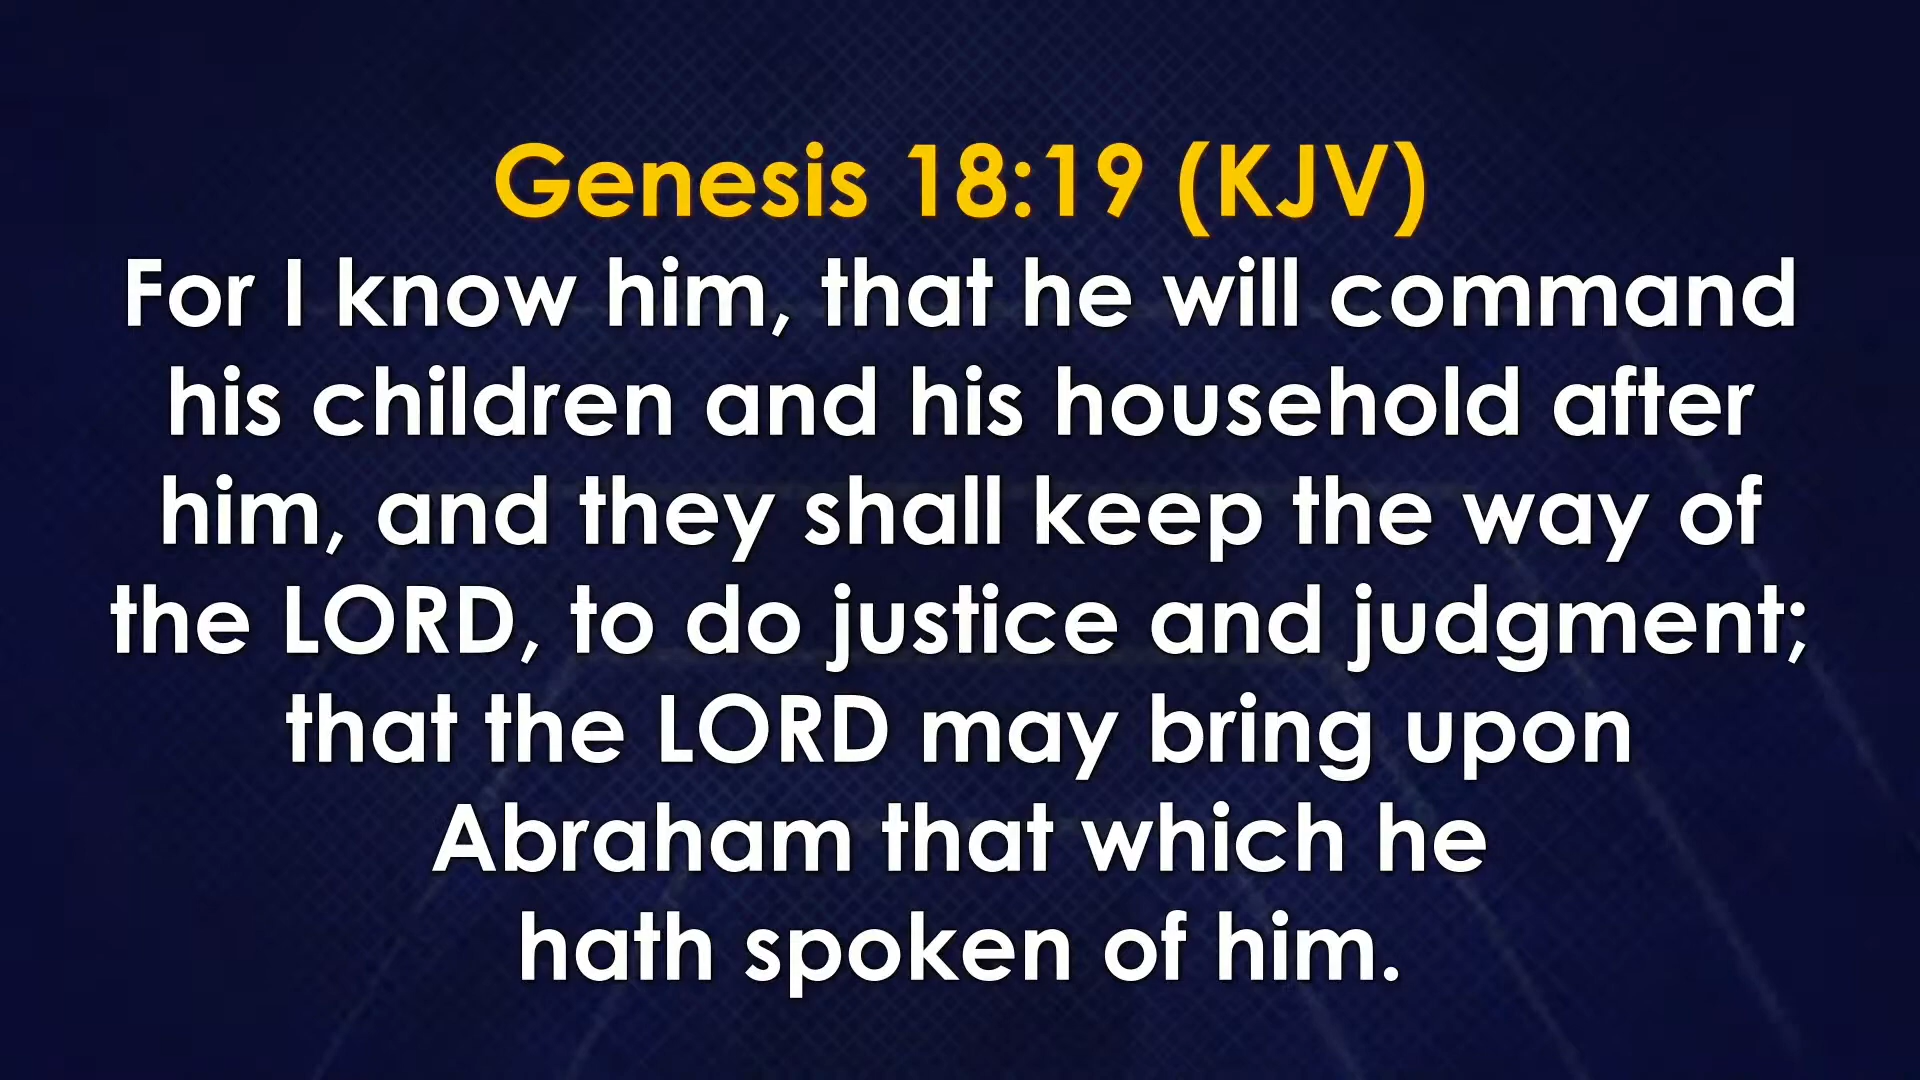 Genesis 18:19 (KJV)
For I know him, that he will command
his children and his household after
him, and they shall keep the way of
the LORD, to do justice and judgment;
that the LORD may bring upon
Abraham that which he
hath spoken of him.